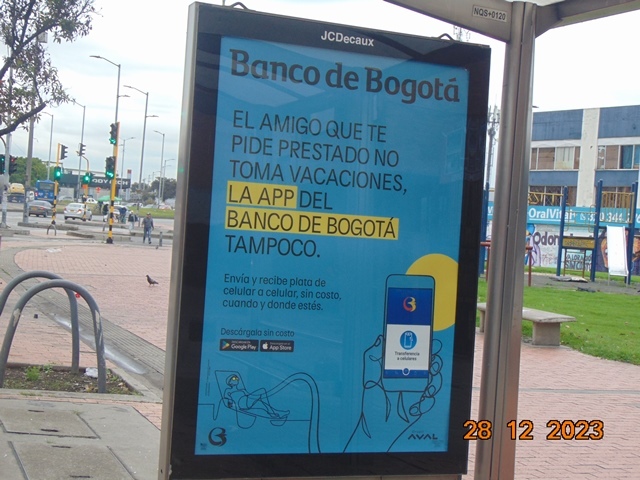 NQS+0120
JCDecaux
Banco de Bogotá
EL AMIGO QUE TE
PIDE PRESTADO NO
TOMA VACACIONES,
LA APP DEL
BANCO DE BOGOTÁ
TAMPOCO.
Envía y recibe plata de
celular a celular, sin costo,
cuando y donde estés.
Descárgala sin costo
Google Play
App Store
Transferencia
a celulares
AVAL
OralVital
28 12 2023